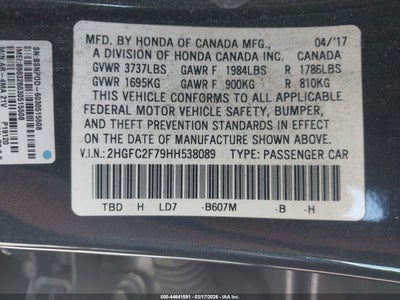 MFD. BY HONDA OF CANADA MFG., 04/'17
A DIVISION OF HONDA CANADA INC. CANADA
GVWR 3737LBS GAWR F 1984LBS R 1786LBS
GVWR 1695KG GAWR F 900KG R 810KG
THIS VEHICLE CONFORMS TO ALL APPLICABLE
FEDERAL MOTOR VEHICLE SAFETY, BUMPER,
AND THEFT PREVENTION STANDARDS IN
EFFECT ON THE DATE OF MANUFACTURE
SHOWN ABOVE.
V.I.N: 2HGFC2F79HH538089 TYPE: PASSENGER CAR
TBD H LD7 -B607M -B -H
000-44641591 - 03/17/2026 - IAA Inc.